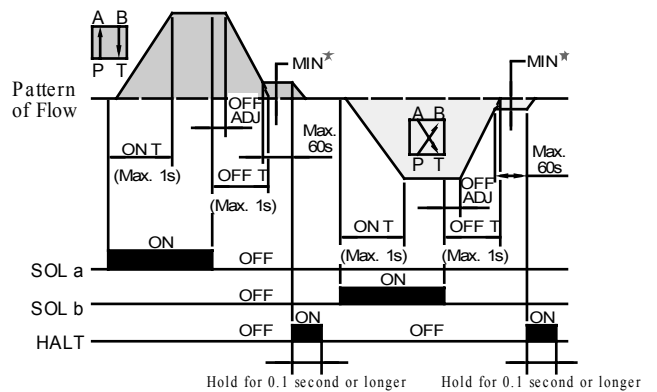 A B
P T
MIN☆
MIN☆
Pattern
of Flow
OFF
ADJ
Max.
60s
A B
P T
Max.
60s
ON T
(Max. 1s)
OFF T
(Max. 1s)
OFF
ADJ
ON T
(Max. 1s)
OFF T
(Max. 1s)
SOL a
ON
OFF
SOL b
OFF
ON
HALT
OFF
ON
OFF
ON
Hold for 0.1 second or longer
Hold for 0.1 second or longer